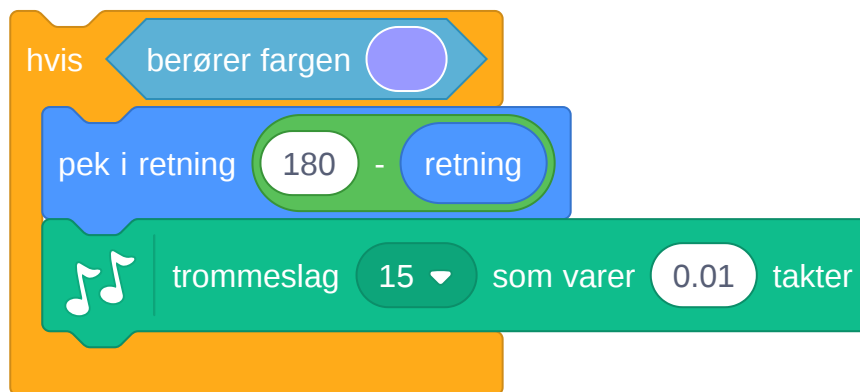 hvis berører fargen
pek i retning 180 - retning
trommeslag 15 som varer 0.01 takter